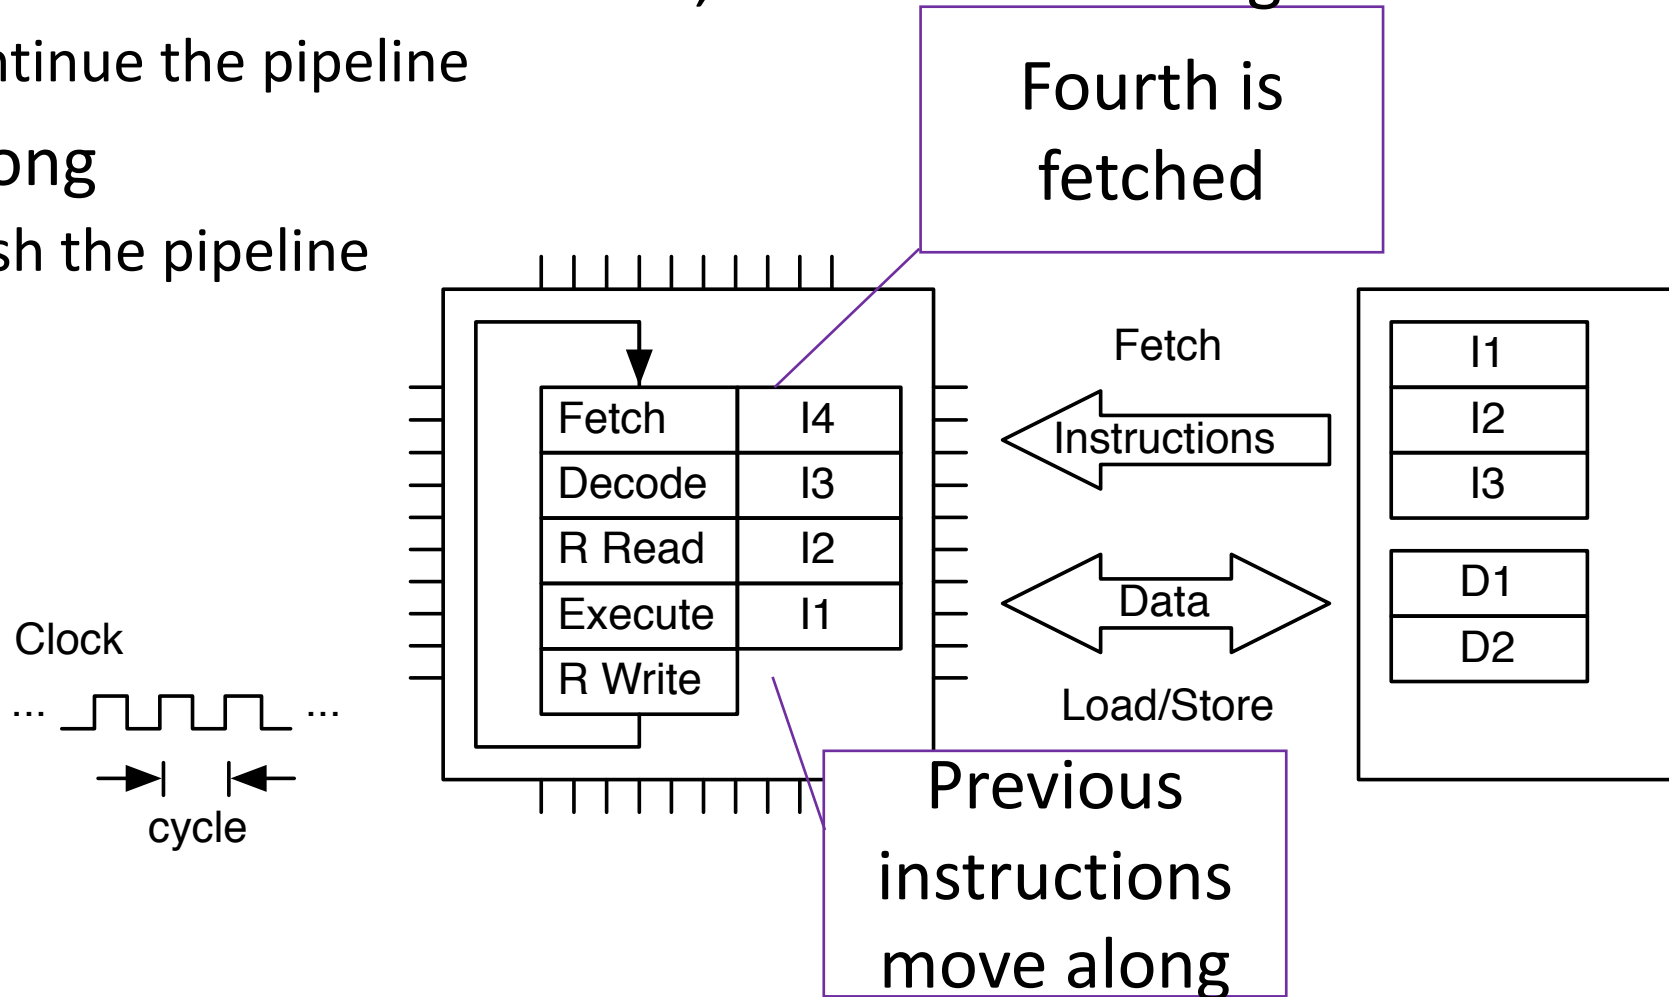 ntinue the pipeline
ong
sh the pipeline
Fourth is
fetched
Fetch
Instructions
Data
Load/Store
Fetch I4
Decode I3
R Read I2
Execute I1
R Write
I1
I2
I3
D1
D2
Clock
... ...
cycle
Previous
instructions
move along